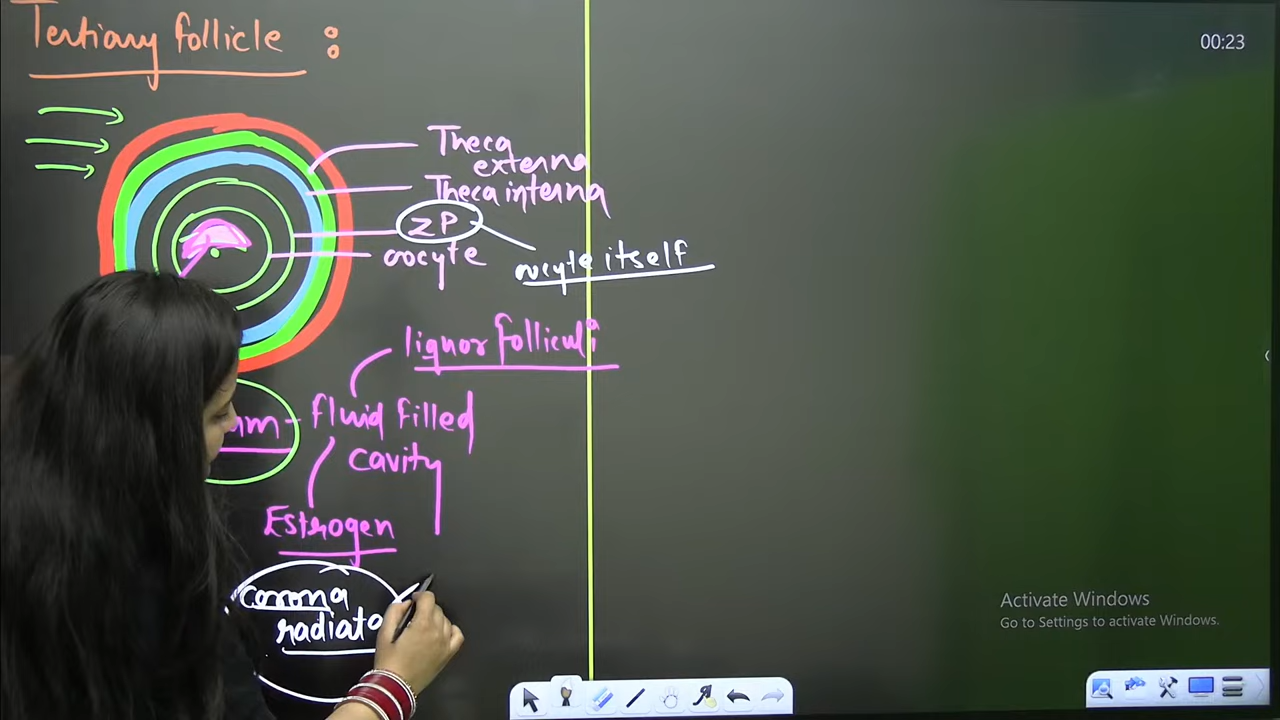 Tertiary follicle :
00:23
Theca
externa
Theca interna
ZP
oocyte
oocyte itself
liqnor folliculi
fluid filled
cavity
Estrogen
corona
radiata
Activate Windows
Go to Settings to activate Windows.